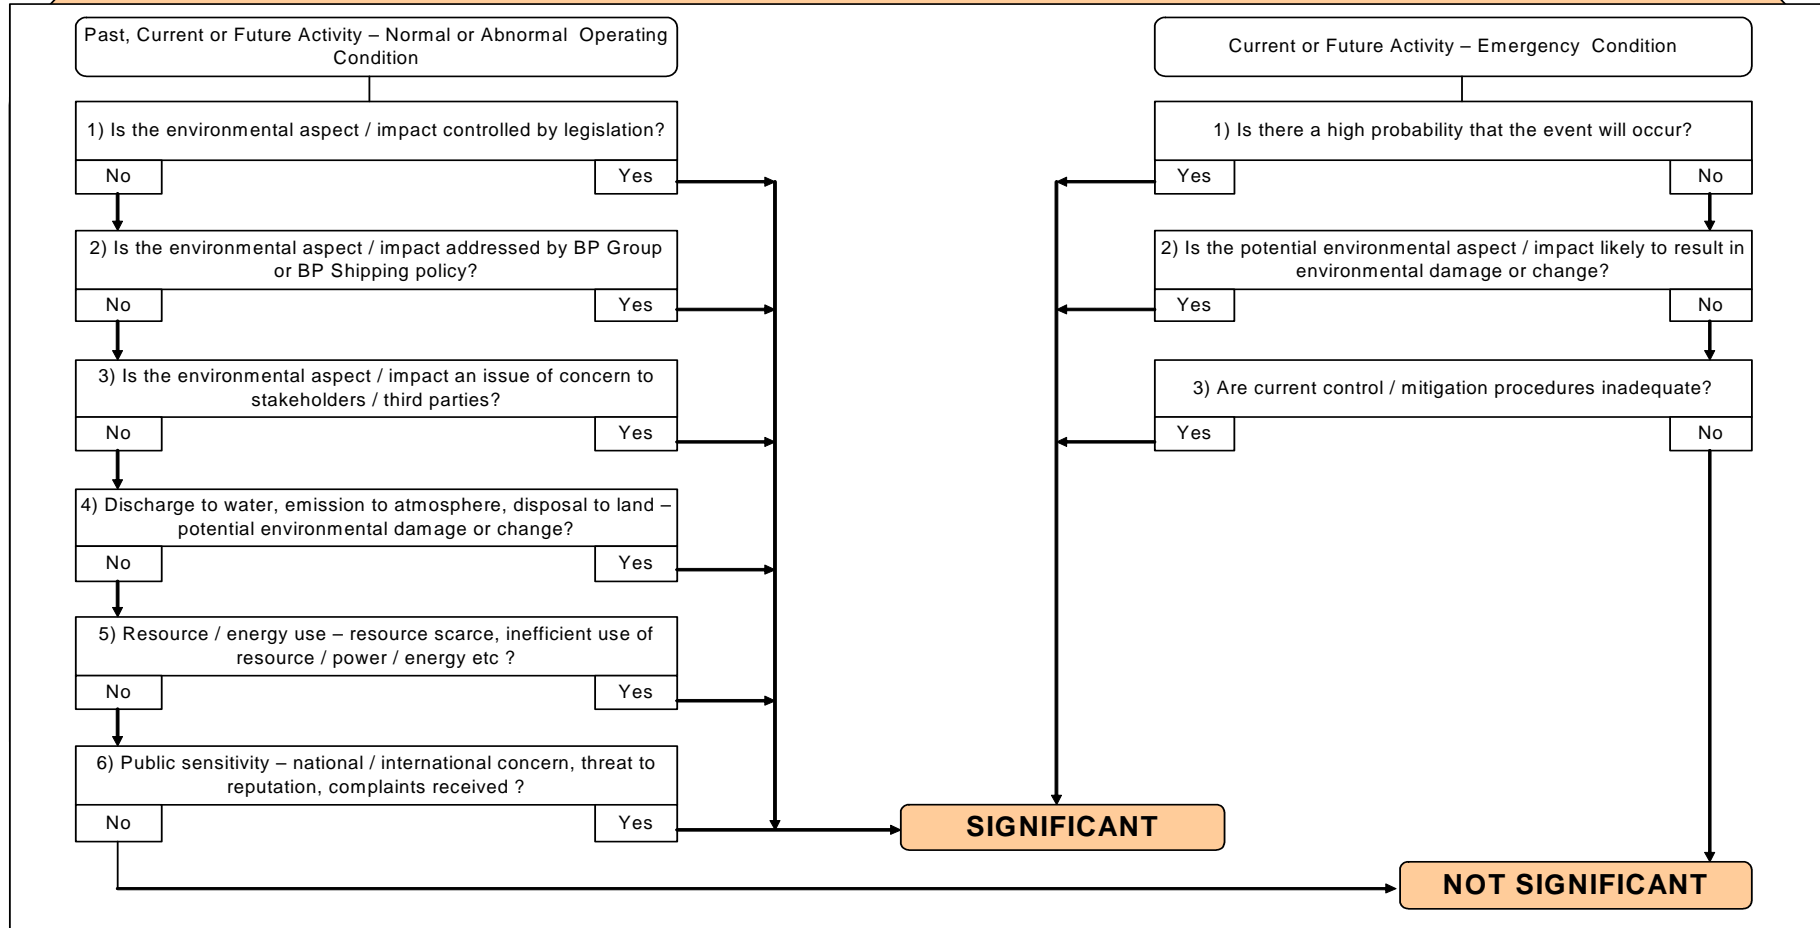 Past, Current or Future Activity – Normal or Abnormal Operating
Condition
1) Is the environmental aspect / impact controlled by legislation?
No
Yes
2) Is the environmental aspect / impact addressed by BP Group
or BP Shipping policy?
No
Yes
3) Is the environmental aspect / impact an issue of concern to
stakeholders / third parties?
No
Yes
4) Discharge to water, emission to atmosphere, disposal to land –
potential environmental damage or change?
No
Yes
5) Resource / energy use – resource scarce, inefficient use of
resource / power / energy etc ?
No
Yes
6) Public sensitivity – national / international concern, threat to
reputation, complaints received ?
No
Yes
Current or Future Activity – Emergency Condition
1) Is there a high probability that the event will occur?
Yes
No
2) Is the potential environmental aspect / impact likely to result in
environmental damage or change?
Yes
No
3) Are current control / mitigation procedures inadequate?
Yes
No
SIGNIFICANT
NOT SIGNIFICANT